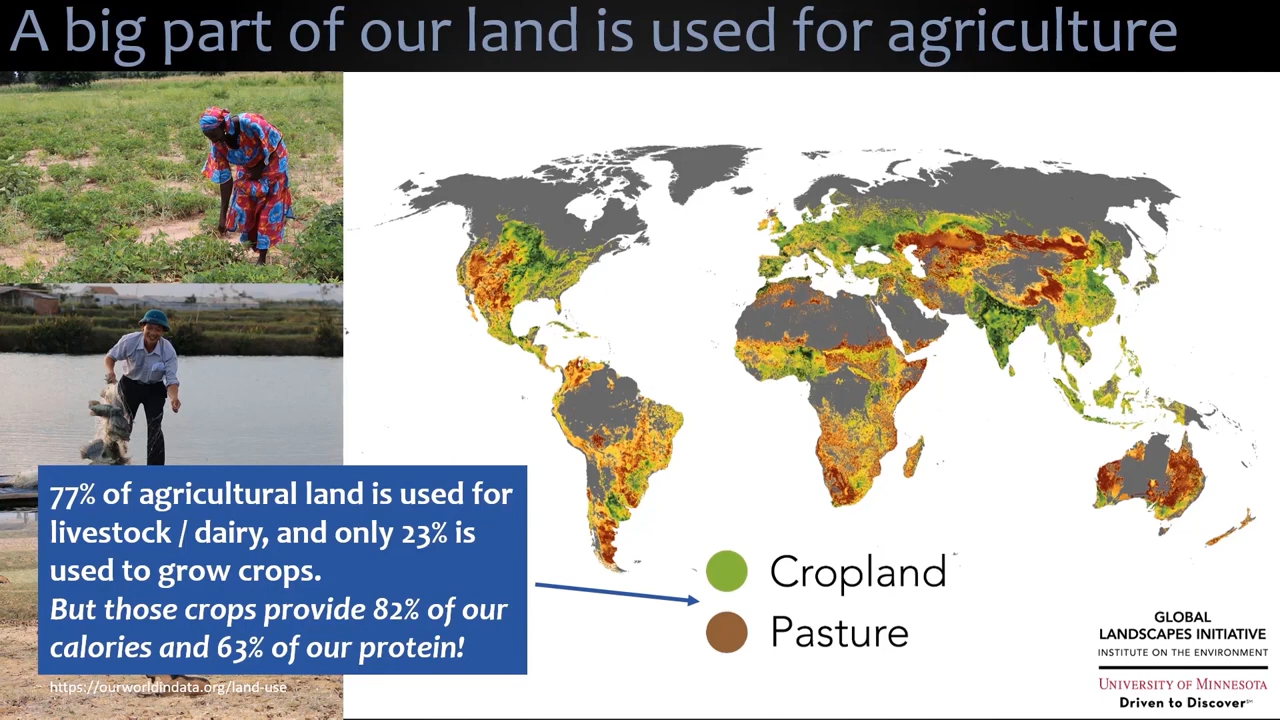 A big part of our land is used for agriculture
77% of agricultural land is used for
livestock / dairy, and only 23% is
used to grow crops.
But those crops provide 82% of our
calories and 63% of our protein!
https://ourworldindata.org/land-use
Cropland
Pasture
GLOBAL
LANDSCAPES INITIATIVE
INSTITUTE ON THE ENVIRONMENT
UNIVERSITY OF MINNESOTA
Driven to Discover℠